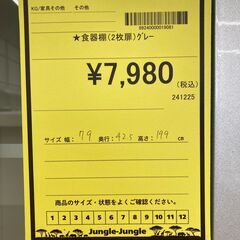 KG/家具その他 その他
0824000019081
★食器棚(2枚扉)グレー
¥7,980(税込)
241225
サイズ 幅: 79 奥行: 42.5 高さ: 199 cm
商品のサイズ・状態をよくご確認ください。
1 2 3 4 5 6 7 8 9 10 11 12
Jungle-Jungle